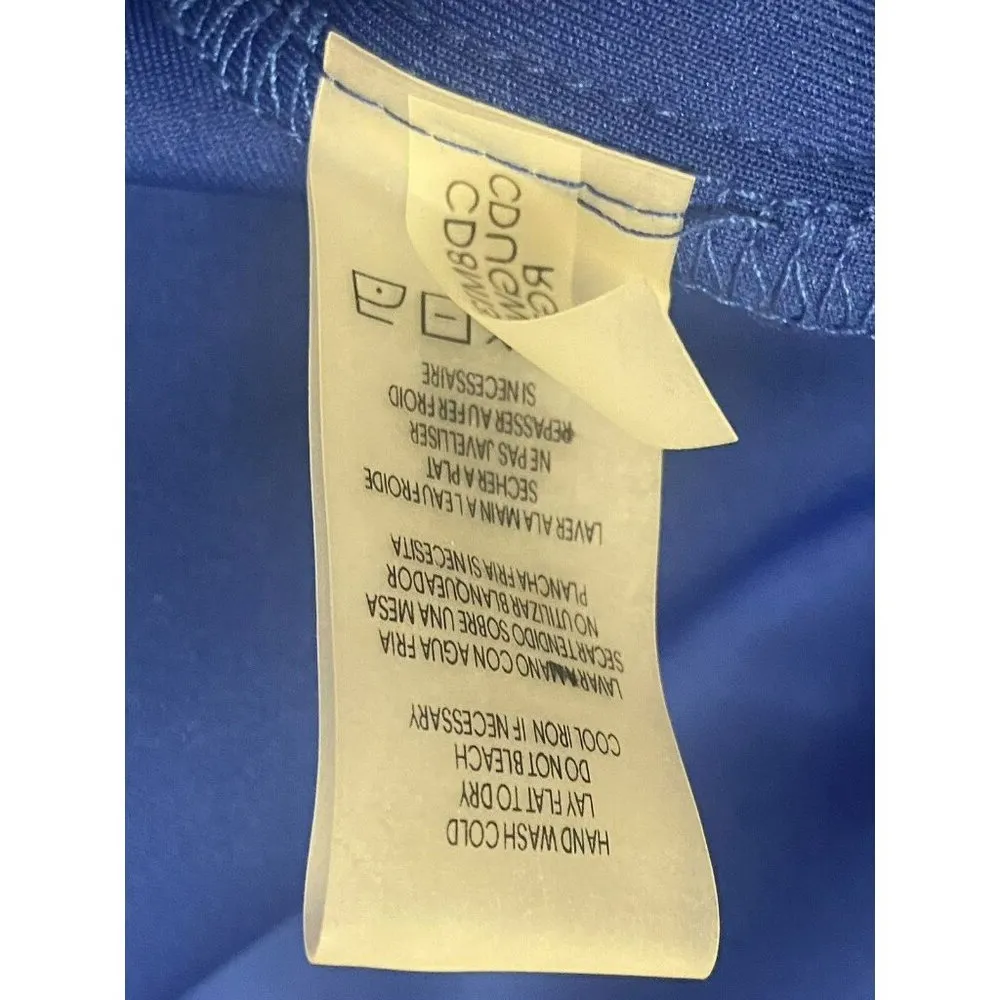 HAND WASH COLD
LAY FLAT TO DRY
DO NOT BLEACH
COOL IRON IF NECESSARY
LAVAR A MANO CON AGUA FRIA
SECAR TENDIDO SOBRE UNA MESA
NO UTILIZAR BLANQUEADOR
PLANCHA FRIA SI NECESITA
LAVER A LA MAIN A L EAU FROIDE
SECHER A PLAT
NE PAS JAVELLISER
REPASSER AU FER FROID
SI NECESSAIRE